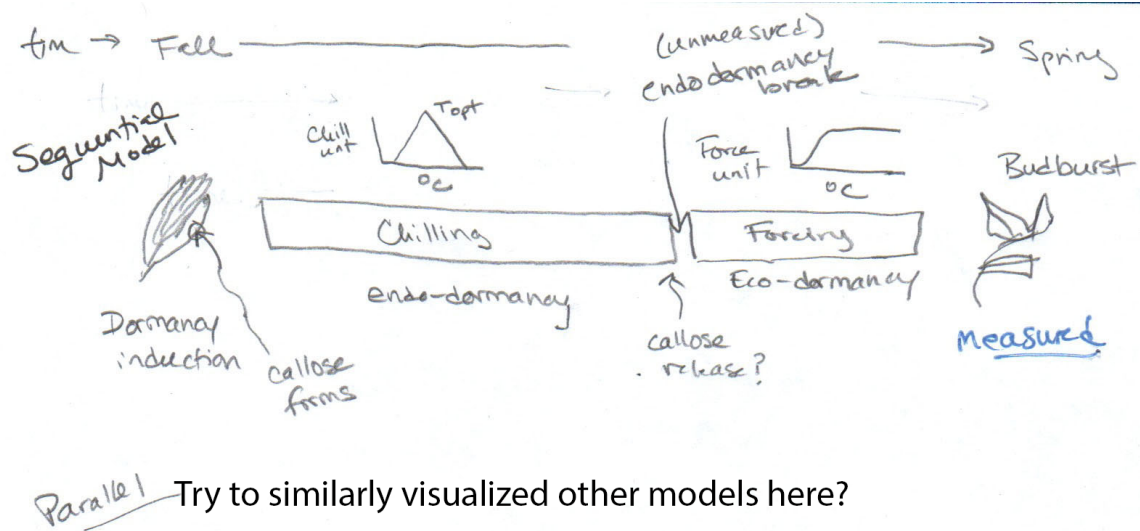 tim → Fall → Spring
(unmeasured)
endodormancy
break
Sequential
Model
Chill
unit
Topt
°C
Force
unit
°C
Budburst
Chilling
Forcing
endo-dormancy
Eco-dormancy
Dormancy
induction
callose
forms
callose
release?
measured
Parallel Try to similarly visualized other models here?